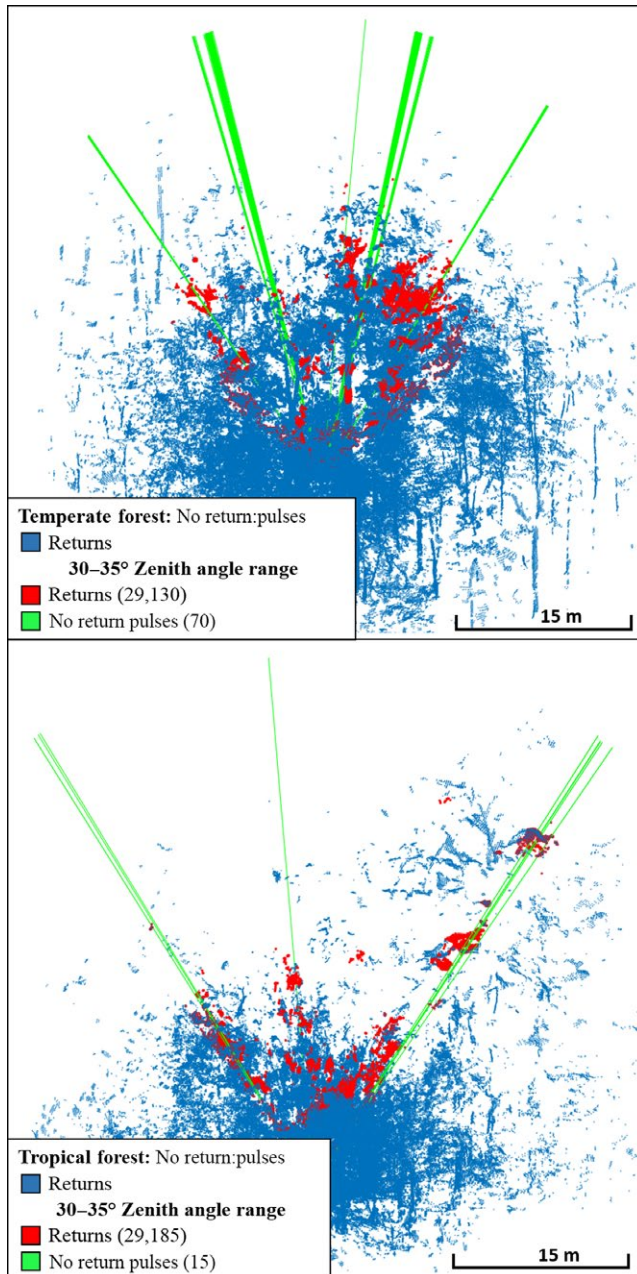 Temperate forest: No return:pulses
Returns
30–35° Zenith angle range
Returns (29,130)
No return pulses (70)
15 m
Tropical forest: No return:pulses
Returns
30–35° Zenith angle range
Returns (29,185)
No return pulses (15)
15 m